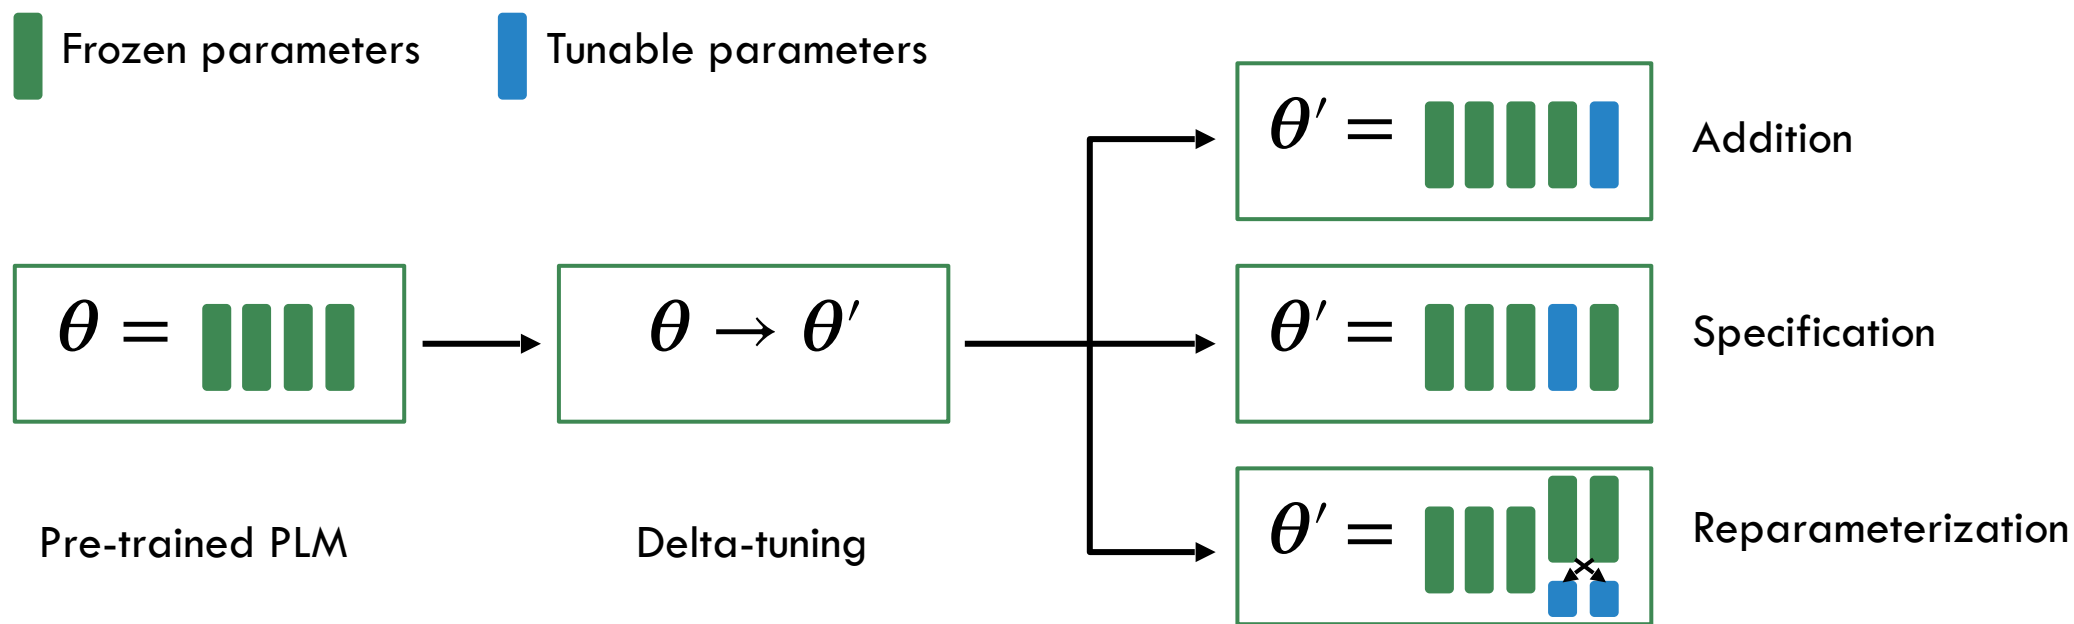 Frozen parameters
Tunable parameters
θ′ =
Addition
θ =
θ → θ′
θ′ =
Specification
Pre-trained PLM
Delta-tuning
θ′ =
Reparameterization